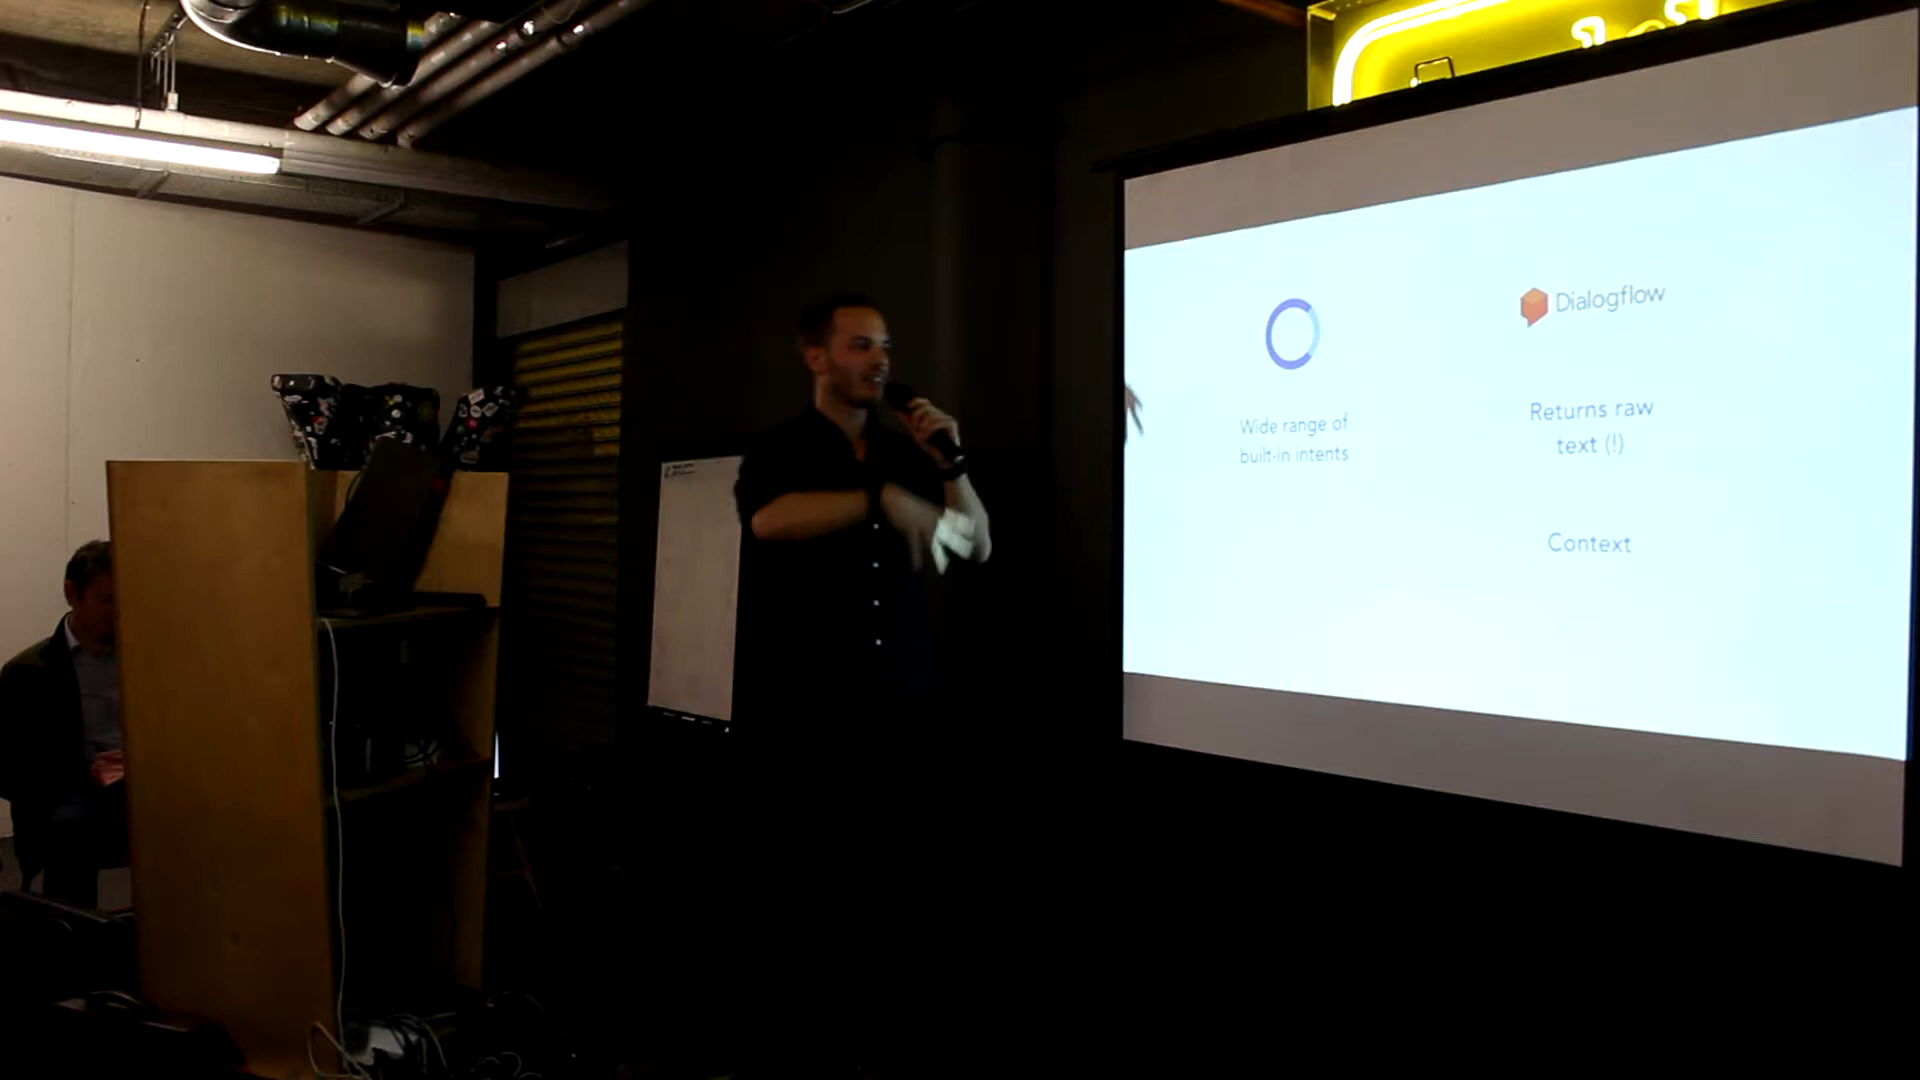 Dialogflow
Wide range of
built-in intents
Returns raw
text (!)
Context